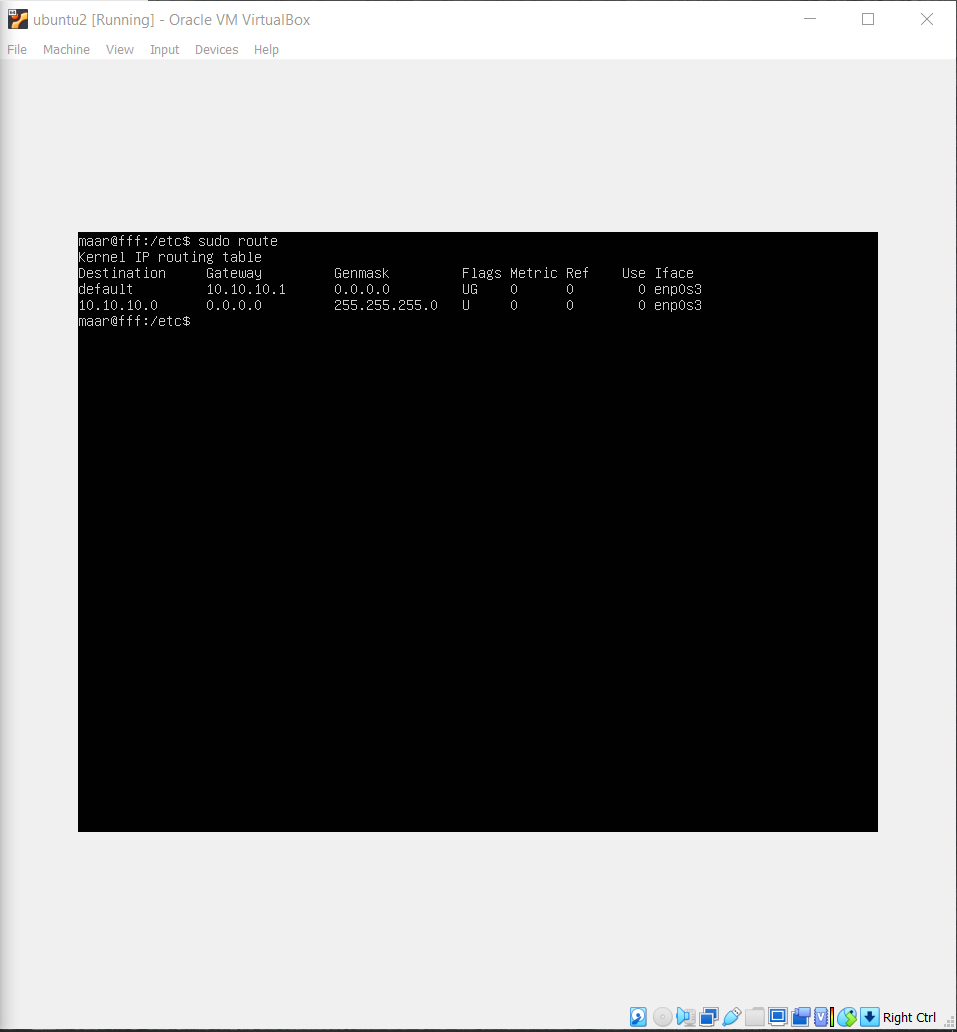 ubuntu2 [Running] - Oracle VM VirtualBox
File Machine View Input Devices Help
maar@fff:/etc$ sudo route
Kernel IP routing table
Destination     Gateway         Genmask         Flags Metric Ref    Use Iface
default         10.10.10.1      0.0.0.0         UG    0      0        0 enp0s3
10.10.10.0      0.0.0.0         255.255.255.0   U     0      0        0 enp0s3
maar@fff:/etc$
Right Ctrl